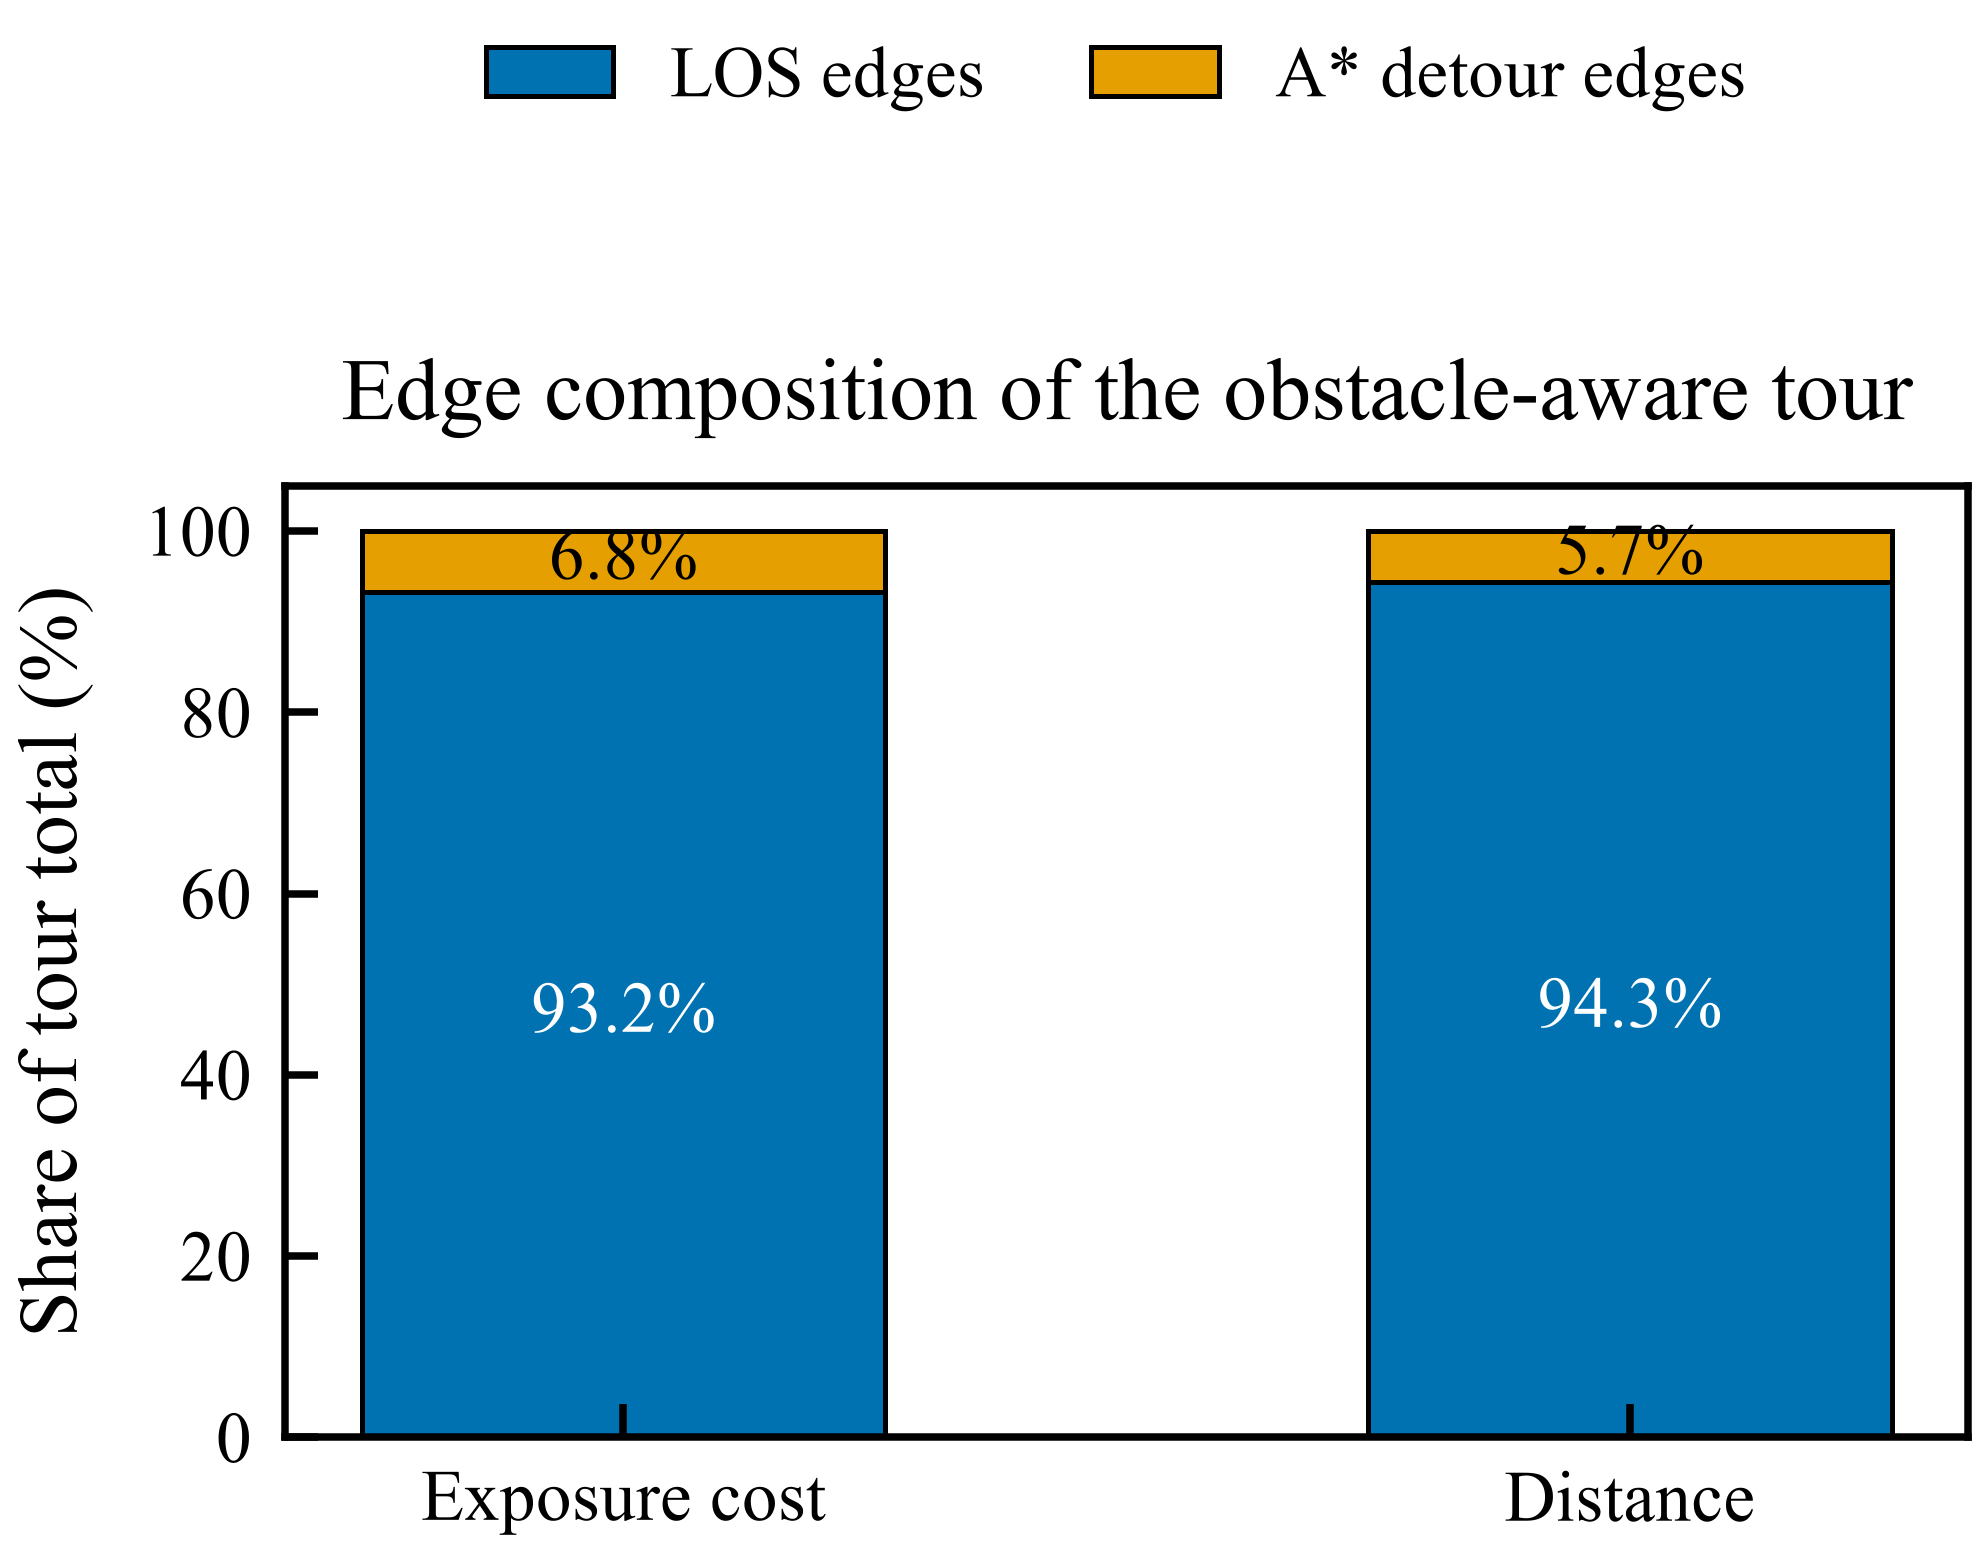 LOS edges A* detour edges
Edge composition of the obstacle-aware tour
Share of tour total (%)
100
80
60
40
20
0
6.8%
5.7%
93.2%
94.3%
Exposure cost Distance